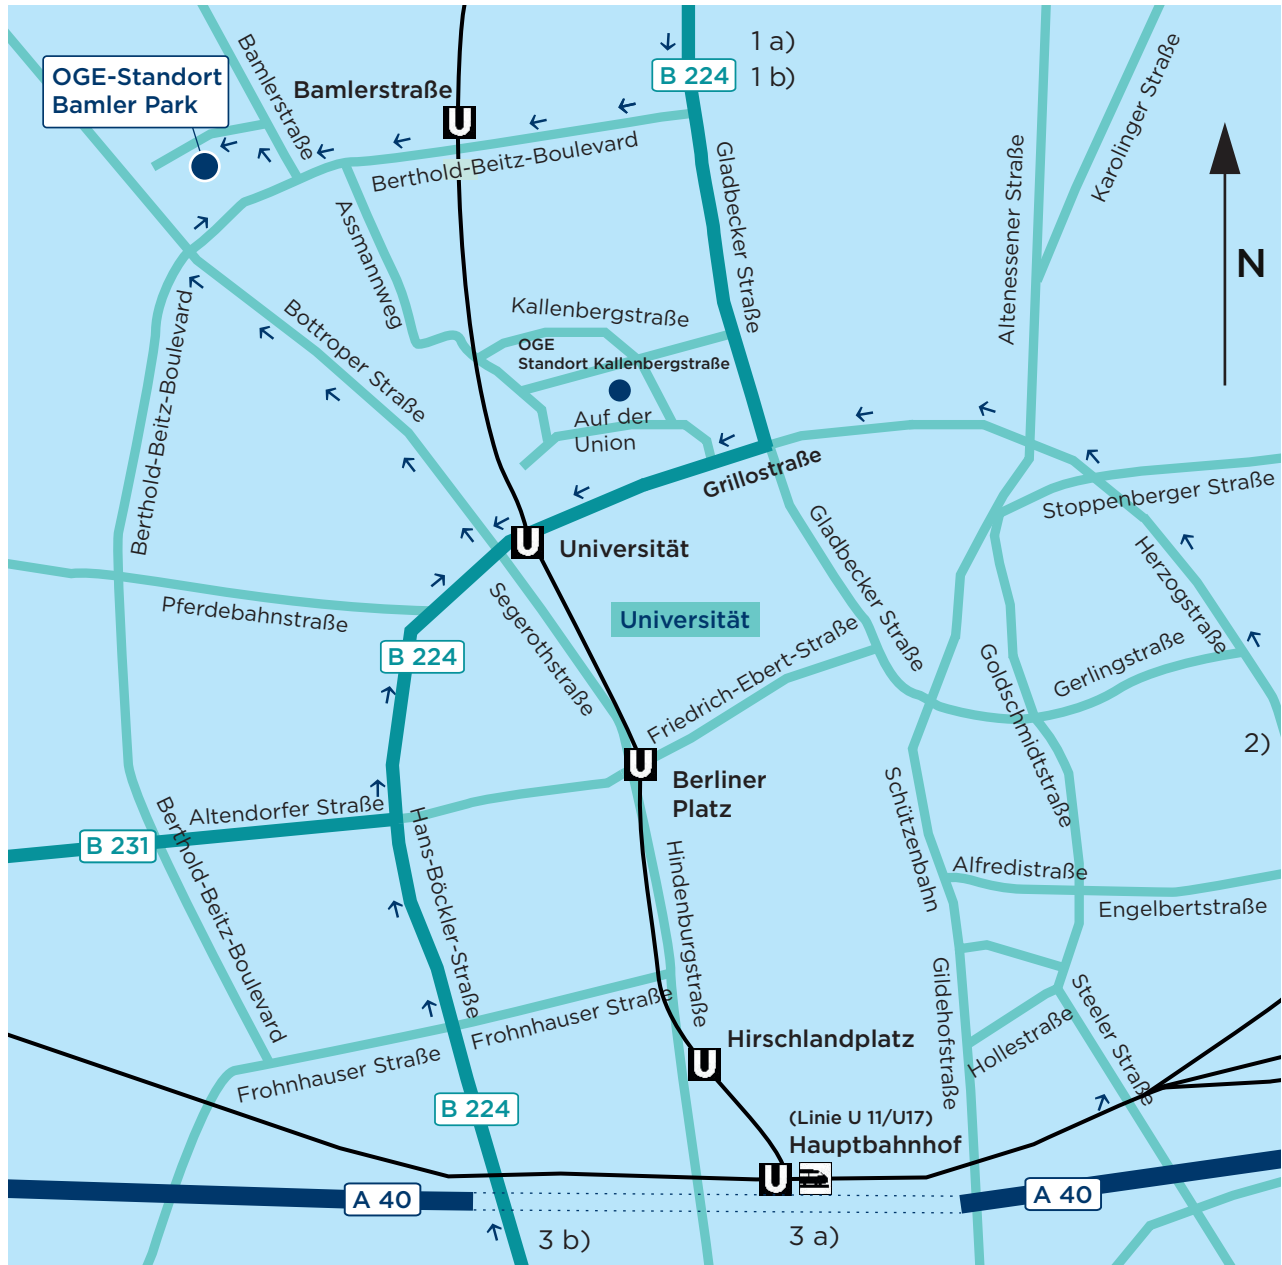 1 a)
B 224
1 b)
OGE-Standort
Bamler Park
Bamlerstraße
Bamlerstraße
U
Berthold-Beitz-Boulevard
Gladbecker Straße
Altenessener Straße
Karolinger Straße
N
Assmannweg
Kallenbergstraße
OGE
Standort Kallenbergstraße
Auf der
Union
Bottroper Straße
Berthold-Beitz-Boulevard
Grillostraße
Stoppenberger Straße
U
Universität
Gladbecker Straße
Herzogstraße
Pferdebahnstraße
Segerothstraße
Universität
B 224
Friedrich-Ebert-Straße
Goldschmidtstraße
Gerlingstraße
2)
U
Berliner
Platz
Altendorfer Straße
B 231
Berthold-Beitz-Boulevard
Hans-Böckler-Straße
Hindenburgstraße
Schützenbahn
Alfredistraße
Engelbertstraße
Frohnhauser Straße
Frohnhauser Straße
Gildehofstraße
Hollestraße
Steeler Straße
Hirschlandplatz
U
B 224
(Linie U 11/U17)
Hauptbahnhof
U
A 40
A 40
3 b)
3 a)